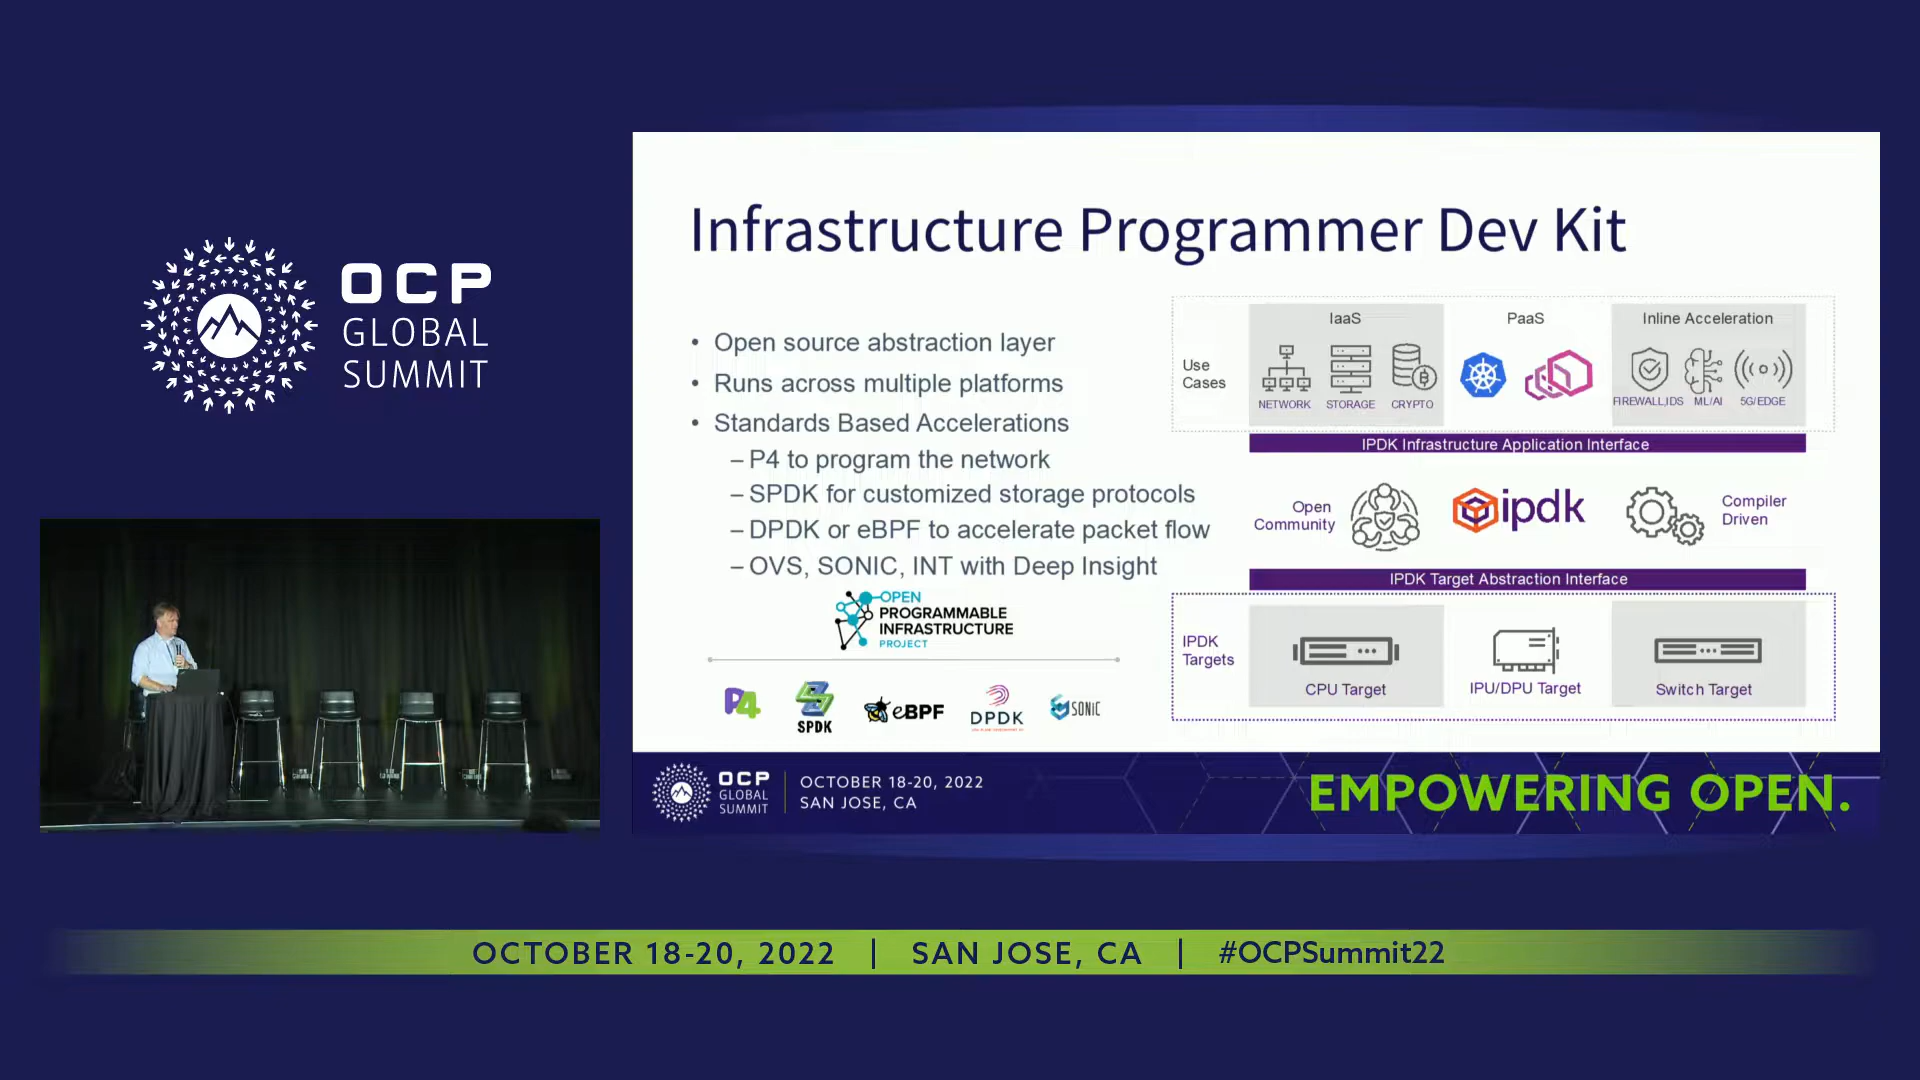 OCP
GLOBAL
SUMMIT
Infrastructure Programmer Dev Kit
• Open source abstraction layer
• Runs across multiple platforms
• Standards Based Accelerations
– P4 to program the network
– SPDK for customized storage protocols
– DPDK or eBPF to accelerate packet flow
– OVS, SONIC, INT with Deep Insight
OPEN
PROGRAMMABLE
INFRASTRUCTURE
PROJECT
P4
SPDK
eBPF
DPDK
SONIC
Use
Cases
IaaS
NETWORK STORAGE CRYPTO
PaaS
Inline Acceleration
FIREWALL,IDS ML/AI 5G/EDGE
IPDK Infrastructure Application Interface
Open
Community
ipdk
Compiler
Driven
IPDK Target Abstraction Interface
IPDK
Targets
CPU Target
IPU/DPU Target
Switch Target
OCP
GLOBAL
SUMMIT
OCTOBER 18-20, 2022
SAN JOSE, CA
EMPOWERING OPEN.
OCTOBER 18-20, 2022 | SAN JOSE, CA | #OCPSummit22